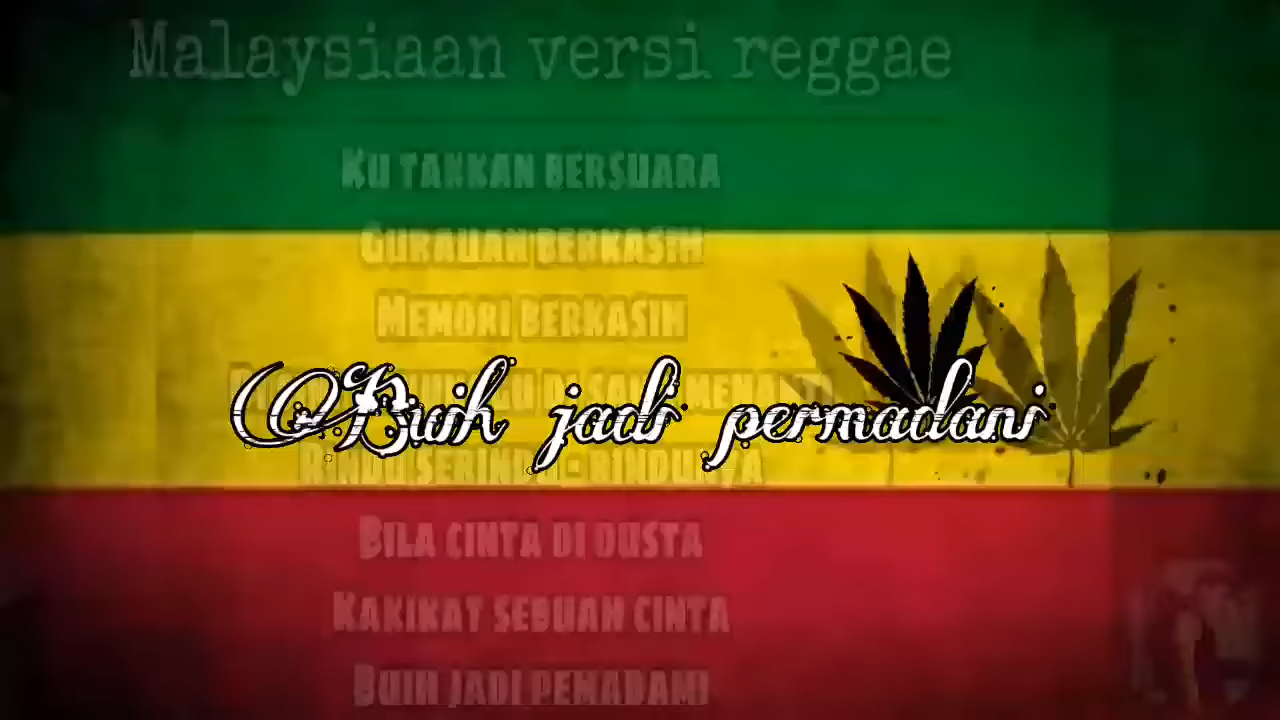 Malaysiaan versi reggae
Ku takkan bersuara
Gurauan berkasih
Memori berkasih
Buih jadi permadani
Bila cinta di dusta
Kakikat sebuah cinta
Buih jadi pemadami